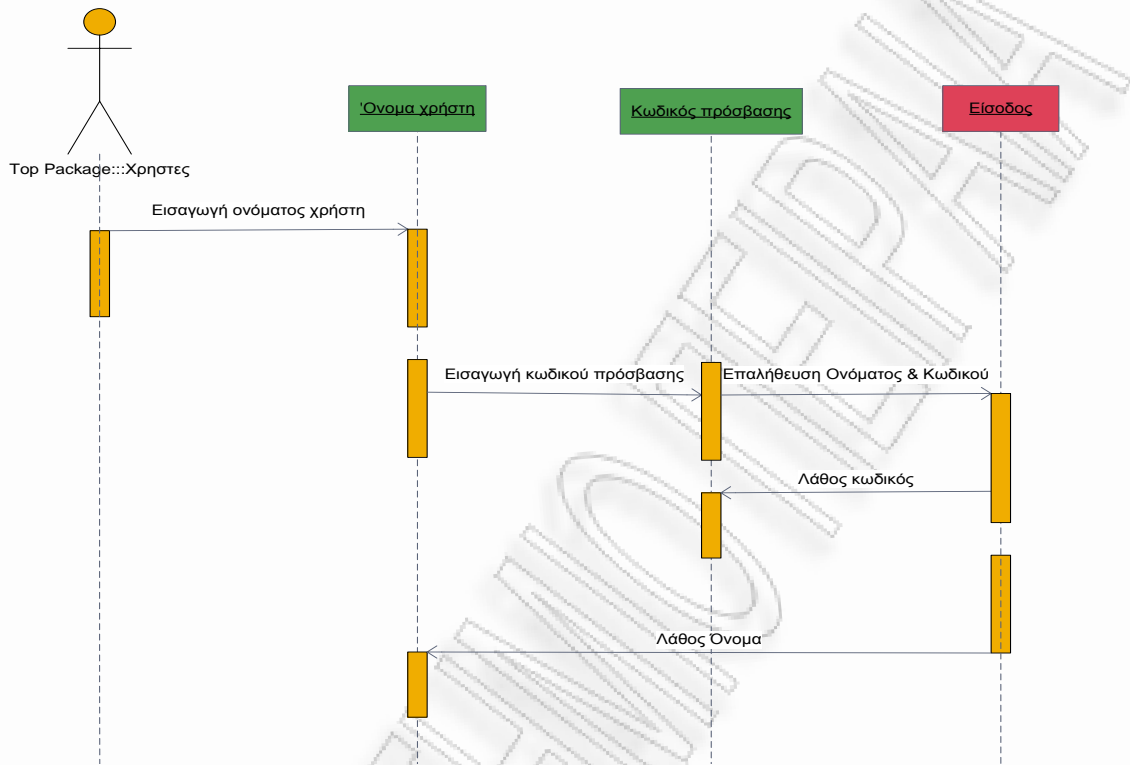 'Ονομα χρήστη
Κωδικός πρόσβασης
Είσοδος
Top Package:::Χρηστες
Εισαγωγή ονόματος χρήστη
Εισαγωγή κωδικού πρόσβασης
Επαλήθευση Ονόματος & Κωδικού
Λάθος κωδικός
Λάθος Όνομα